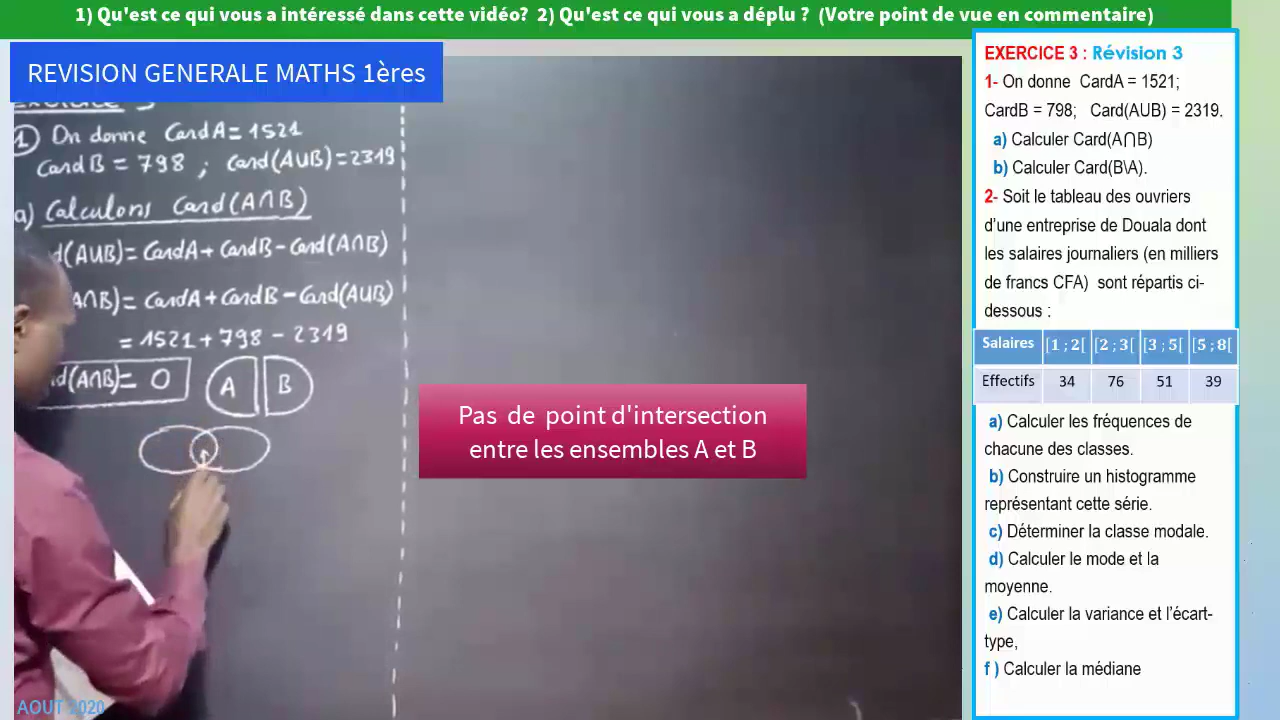 1) Qu'est ce qui vous a intéressé dans cette vidéo? 2) Qu'est ce qui vous a déplu ? (Votre point de vue en commentaire)
REVISION GENERALE MATHS 1ères
1) On donne CardA = 1521
CardB = 798 ; Card(AUB) = 2319
a) Calculons Card(A∩B)
d(AUB) = CardA + CardB - Card(A∩B)
A∩B) = CardA + CardB - Card(AUB)
= 1521 + 798 - 2319
d(A∩B) = 0
A B
Pas de point d'intersection
entre les ensembles A et B
AOUT 2020
EXERCICE 3 : Révision 3
1- On donne CardA = 1521;
CardB = 798; Card(AUB) = 2319.
a) Calculer Card(A⋂B)
b) Calculer Card(B\A).
2- Soit le tableau des ouvriers
d'une entreprise de Douala dont
les salaires journaliers (en milliers
de francs CFA) sont répartis ci-
dessous :
Salaires [1 ; 2[ [2 ; 3[ [3 ; 5[ [5 ; 8[
Effectifs 34 76 51 39
a) Calculer les fréquences de
chacune des classes.
b) Construire un histogramme
représentant cette série.
c) Déterminer la classe modale.
d) Calculer le mode et la
moyenne.
e) Calculer la variance et l'écart-
type,
f ) Calculer la médiane